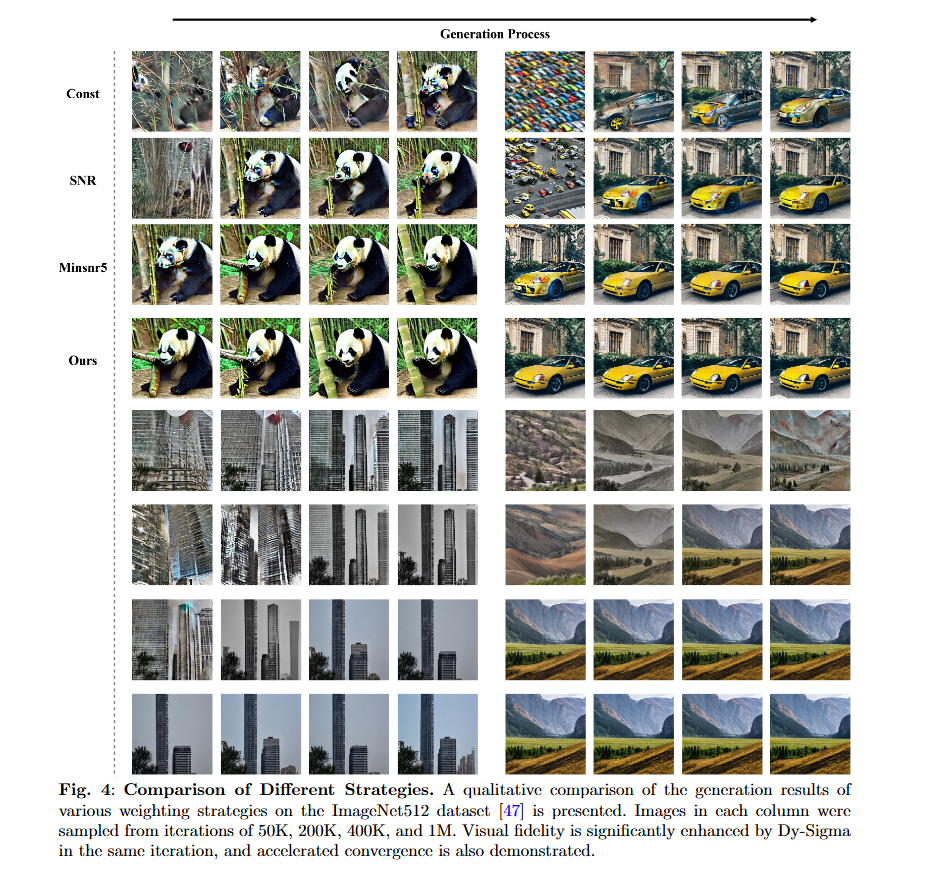 Generation Process
Const
SNR
Minsnr5
Ours
Fig. 4: Comparison of Different Strategies. A qualitative comparison of the generation results of
various weighting strategies on the ImageNet512 dataset [47] is presented. Images in each column were
sampled from iterations of 50K, 200K, 400K, and 1M. Visual fidelity is significantly enhanced by Dy-Sigma
in the same iteration, and accelerated convergence is also demonstrated.